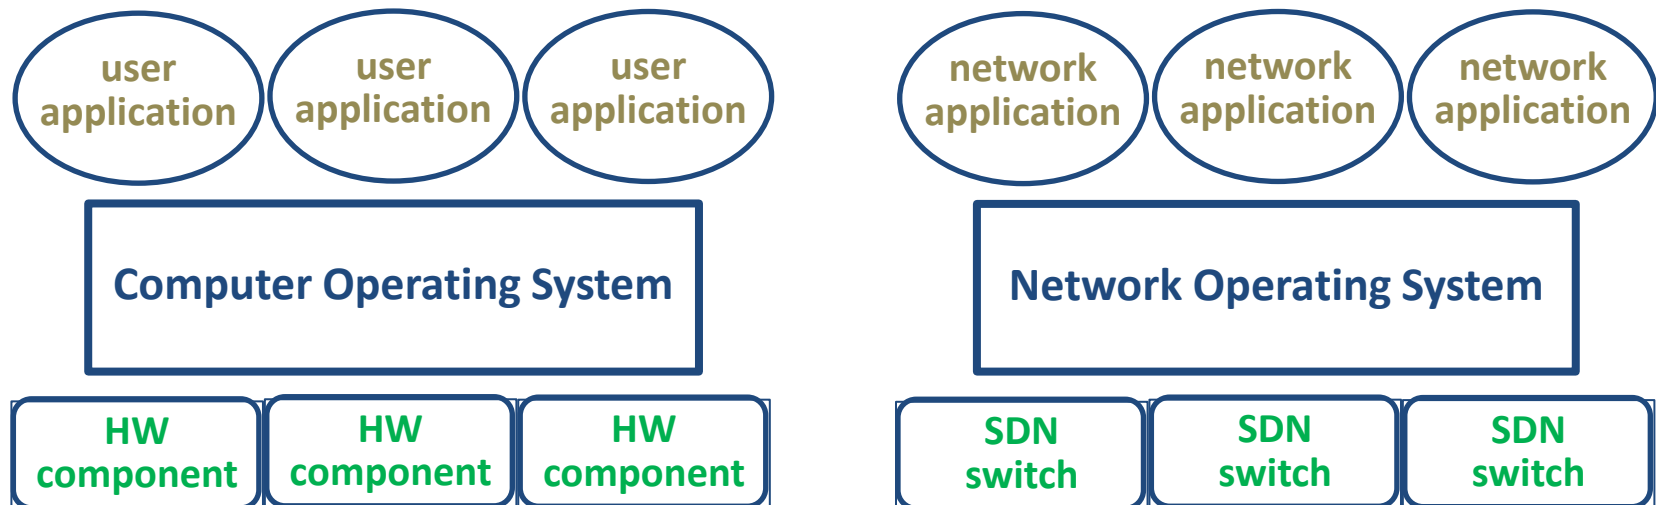 user
application
user
application
user
application
Computer Operating System
HW
component
HW
component
HW
component
network
application
network
application
network
application
Network Operating System
SDN
switch
SDN
switch
SDN
switch